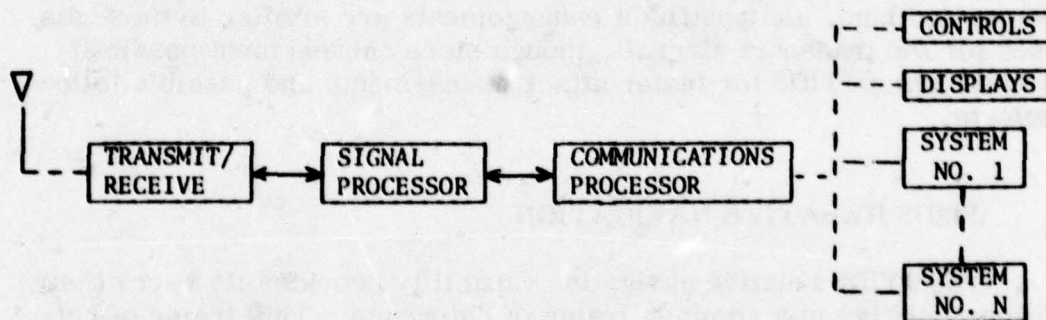 CONTROLS
DISPLAYS
TRANSMIT/
RECEIVE
SIGNAL
PROCESSOR
COMMUNICATIONS
PROCESSOR
SYSTEM
NO. 1
SYSTEM
NO. N